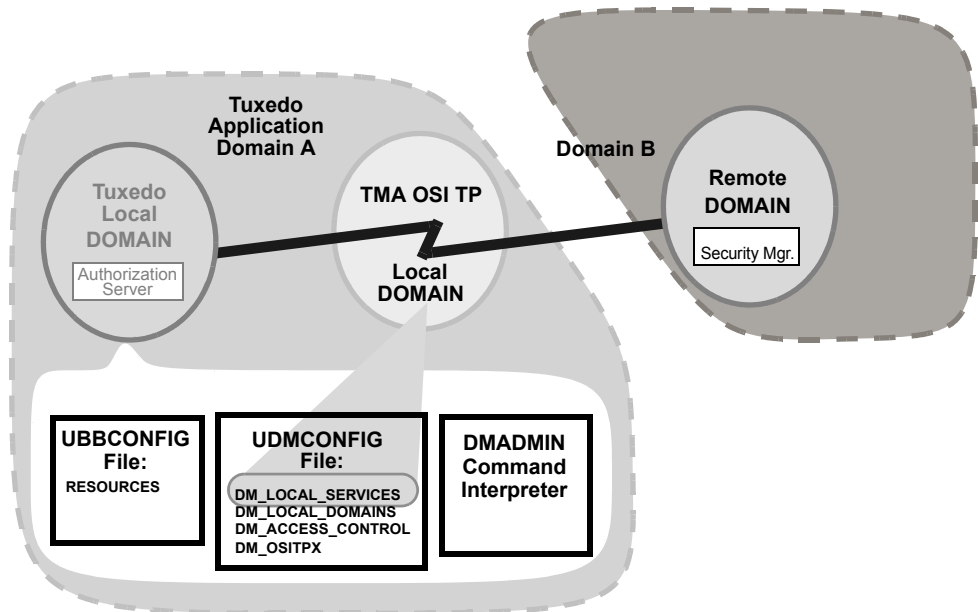 Tuxedo
Application
Domain A
Domain B
Tuxedo
Local
DOMAIN
Authorization
Server
TMA OSI TP
Local
DOMAIN
Remote
DOMAIN
Security Mgr.
UBBCONFIG
File:
RESOURCES
UDMCONFIG
File:
DM_LOCAL_SERVICES
DM_LOCAL_DOMAINS
DM_ACCESS_CONTROL
DM_OSITPX
DMADMIN
Command
Interpreter